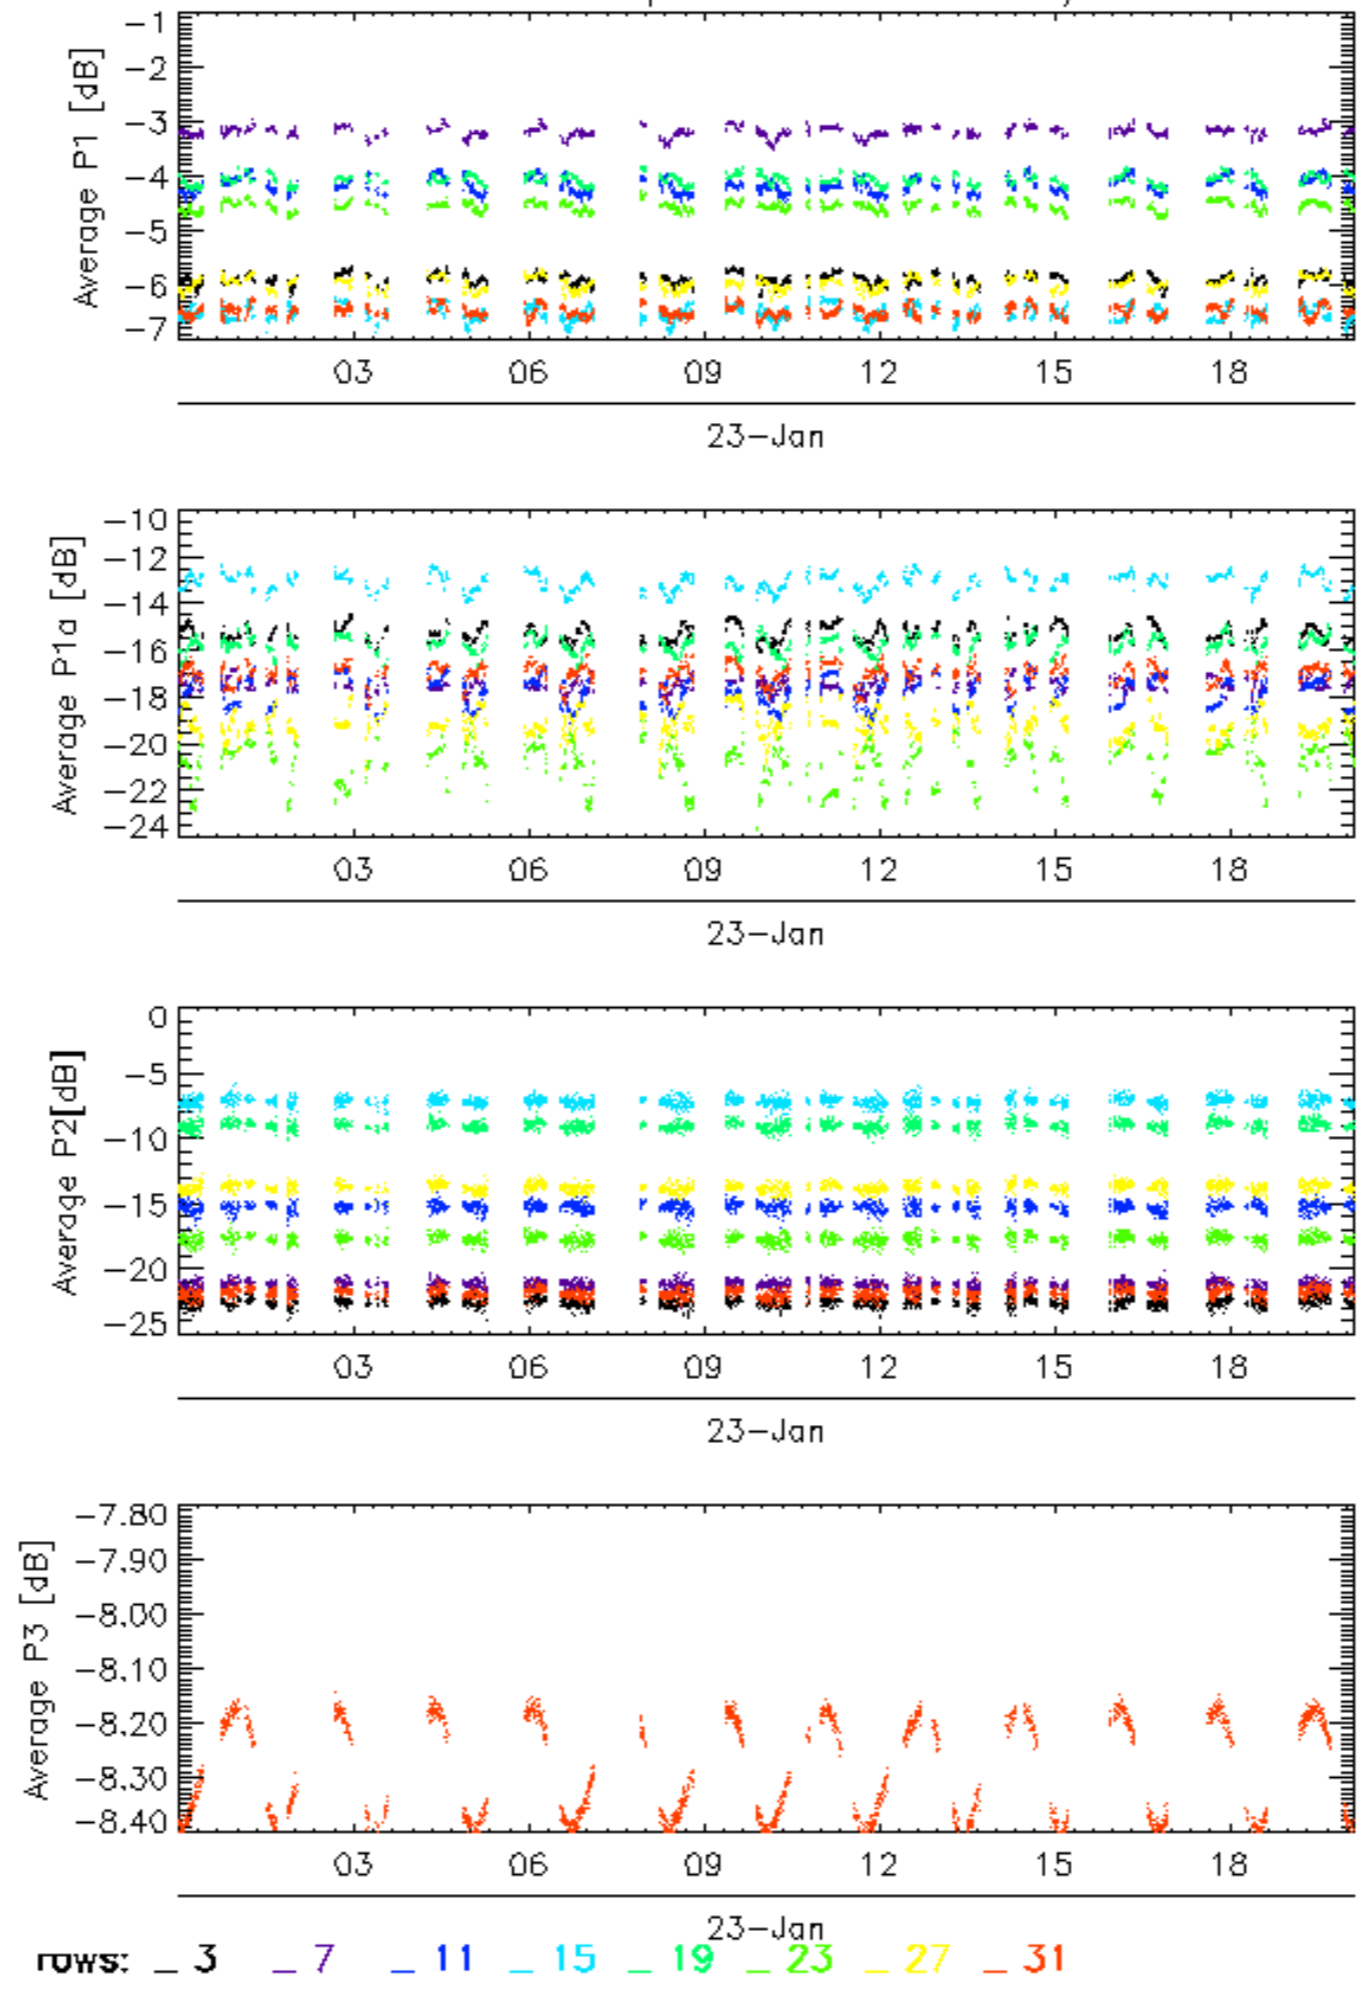 Average P1 [dB]
-1
-2
-3
-4
-5
-6
-7
03 06 09 12 15 18
23-Jan
Average P1a [dB]
-10
-12
-14
-16
-18
-20
-22
-24
03 06 09 12 15 18
23-Jan
Average P2[dB]
0
-5
-10
-15
-20
-25
03 06 09 12 15 18
23-Jan
Average P3 [dB]
-7.80
-7.90
-8.00
-8.10
-8.20
-8.30
-8.40
03 06 09 12 15 18
23-Jan
rows: _ 3 _ 7 _ 11 _ 15 _ 19 _ 23 _ 27 _ 31